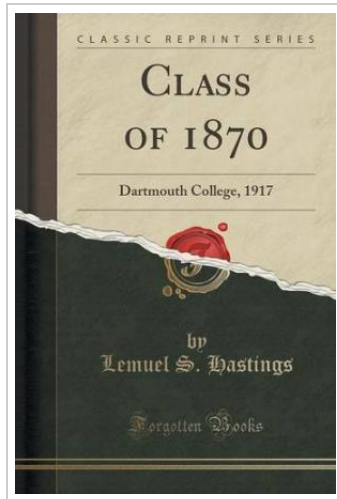 CLASSIC REPRINT SERIES
CLASS
OF 1870
Dartmouth College, 1917
F
by
Lemuel S. Hastings
Forgotten Books